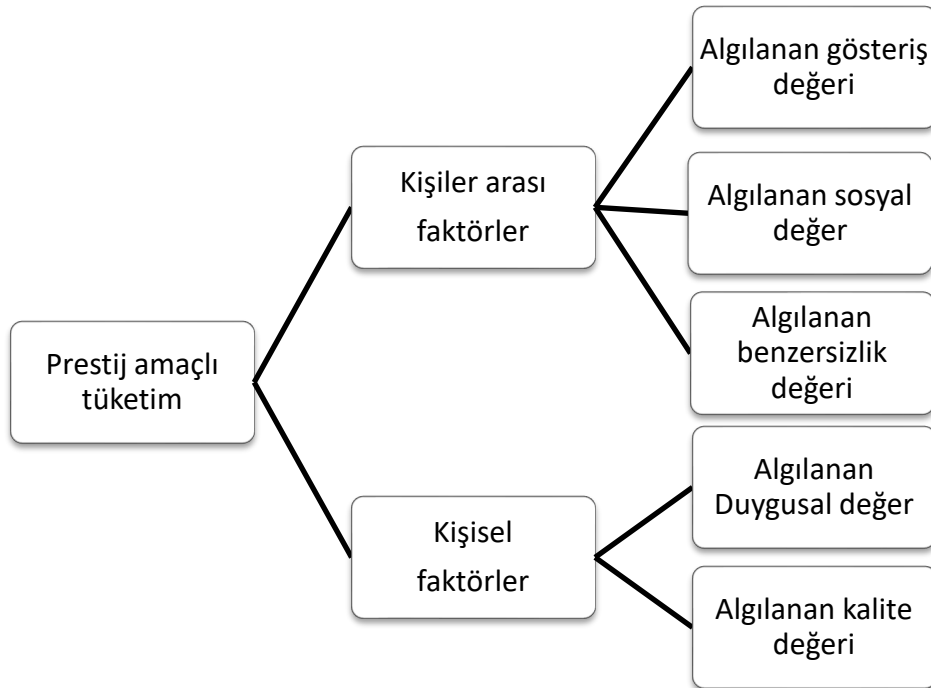 Prestij amaçlı
tüketim
Kişiler arası
faktörler
Algılanan gösteriş
değeri
Algılanan sosyal
değer
Algılanan
benzersizlik
değeri
Kişisel
faktörler
Algılanan
Duygusal değer
Algılanan kalite
değeri